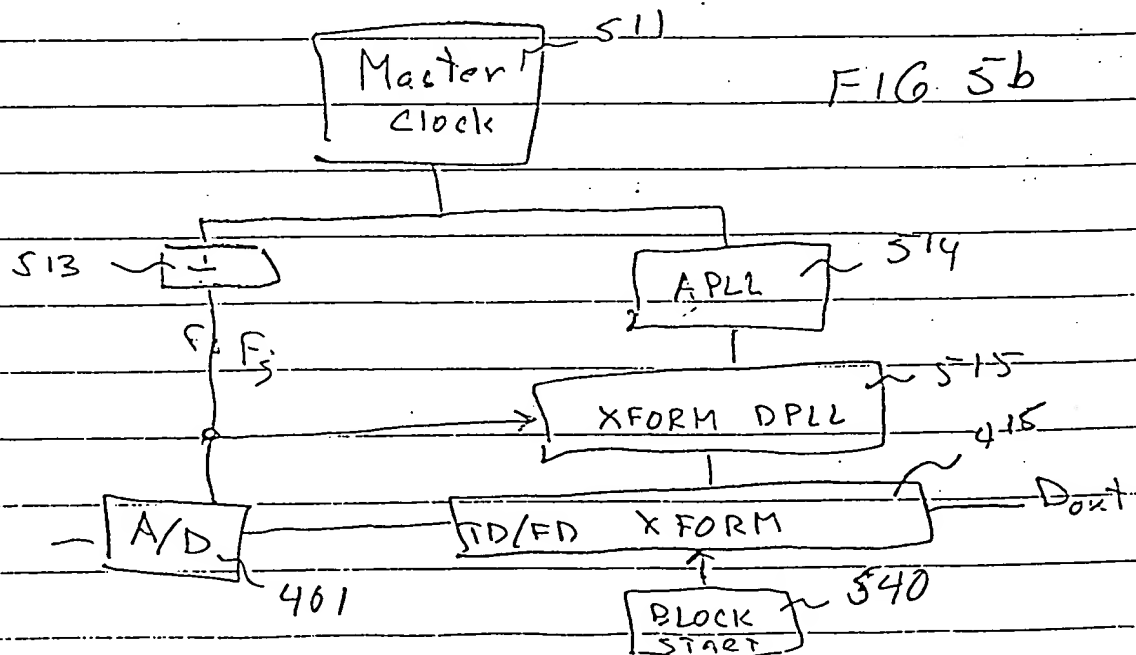 511
Master
Clock
FIG. 5b
513
÷
514
APLL
Fs
515
XFORM DPLL
415
A/D
TD/FD XFORM
Dout
401
540
BLOCK
START